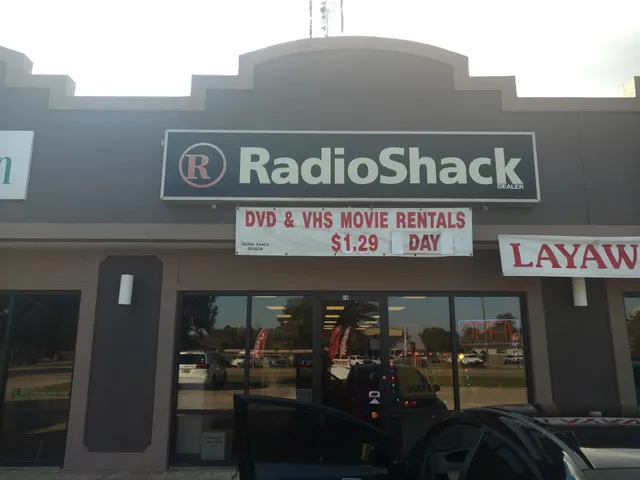 R RadioShack
DEALER
DVD & VHS MOVIE RENTALS
$1.29 DAY
RADIO SHACK
DEALER
LAYAW
OPEN
n